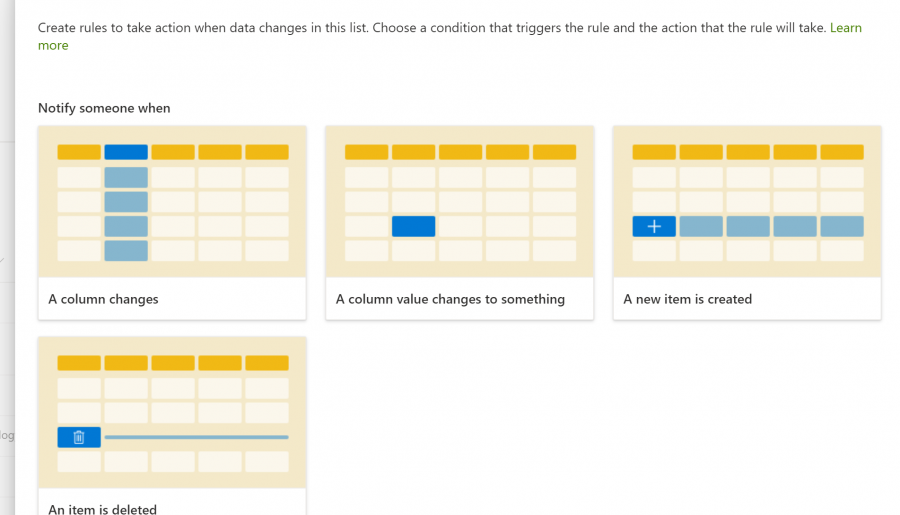 Create rules to take action when data changes in this list. Choose a condition that triggers the rule and the action that the rule will take. Learn
more
Notify someone when
A column changes
A column value changes to something
A new item is created
log
An item is deleted